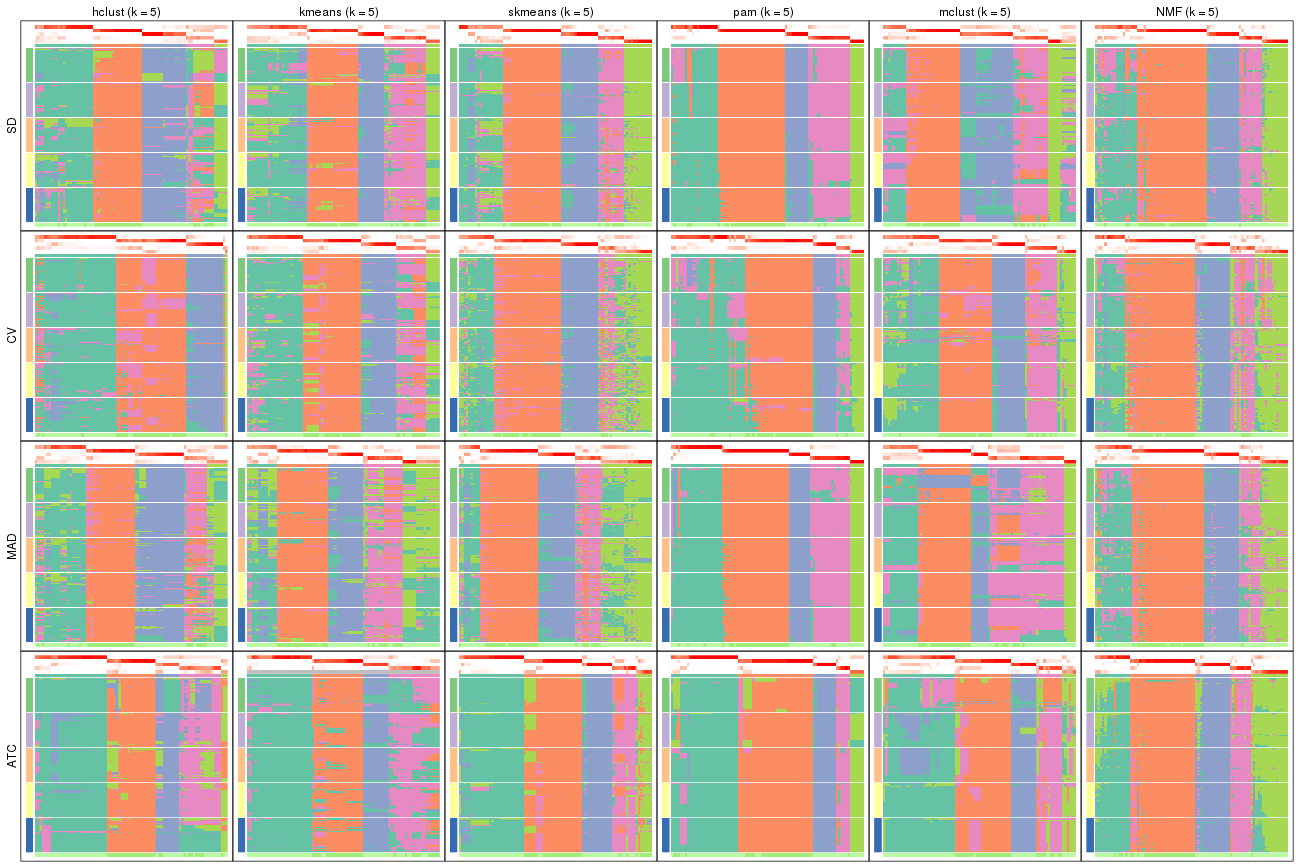 hclust (k = 5)
kmeans (k = 5)
skmeans (k = 5)
pam (k = 5)
mclust (k = 5)
NMF (k = 5)
SD
CV
MAD
ATC